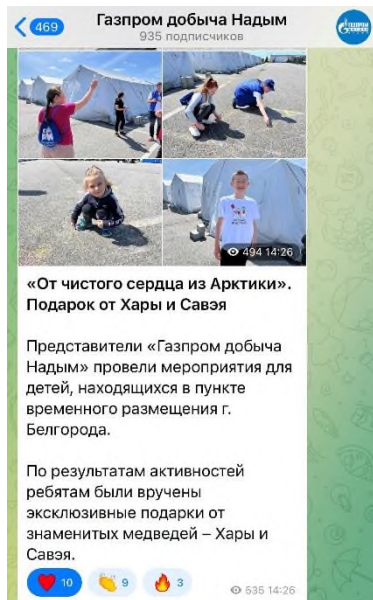 469
Газпром добыча Надым
935 подписчиков
494 14:26
«От чистого сердца из Арктики».
Подарок от Хары и Савэя
Представители «Газпром добыча
Надым» провели мероприятия для
детей, находящихся в пункте
временного размещения г.
Белгорода.
По результатам активностей
ребятам были вручены
эксклюзивные подарки от
знаменитых медведей – Хары и
Савэя.
10 9 3
535 14:26